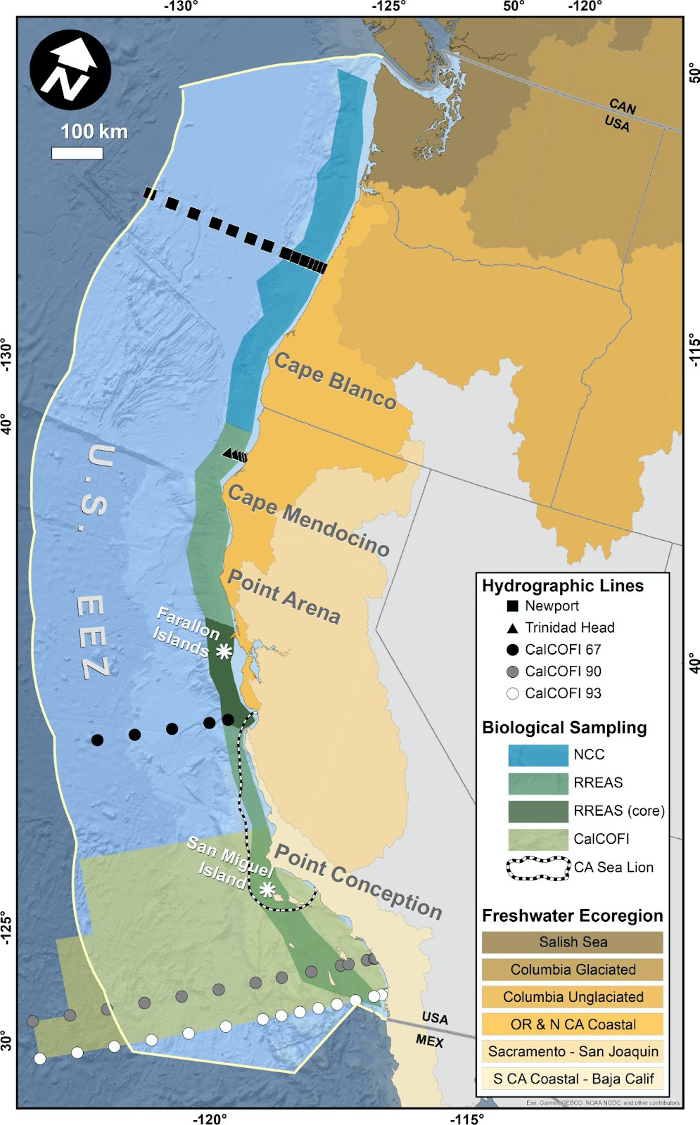 -130°
-125°
50°
-120°
50°
N
100 km
CAN
USA
-130°
-115°
Cape Blanco
40°
U.S.
EEZ
Cape Mendocino
Point Arena
Farallon
Islands
40°
San Miguel
Island
Point Conception
-125°
30°
USA
MEX
-120°
-115°
Hydrographic Lines
Newport
Trinidad Head
CalCOFI 67
CalCOFI 90
CalCOFI 93
Biological Sampling
NCC
RREAS
RREAS (core)
CalCOFI
CA Sea Lion
Freshwater Ecoregion
Salish Sea
Columbia Glaciated
Columbia Unglaciated
OR & N CA Coastal
Sacramento - San Joaquin
S CA Coastal - Baja Calif
Esri, Garmin, GEBCO, NOAA NGDC, and other contributors